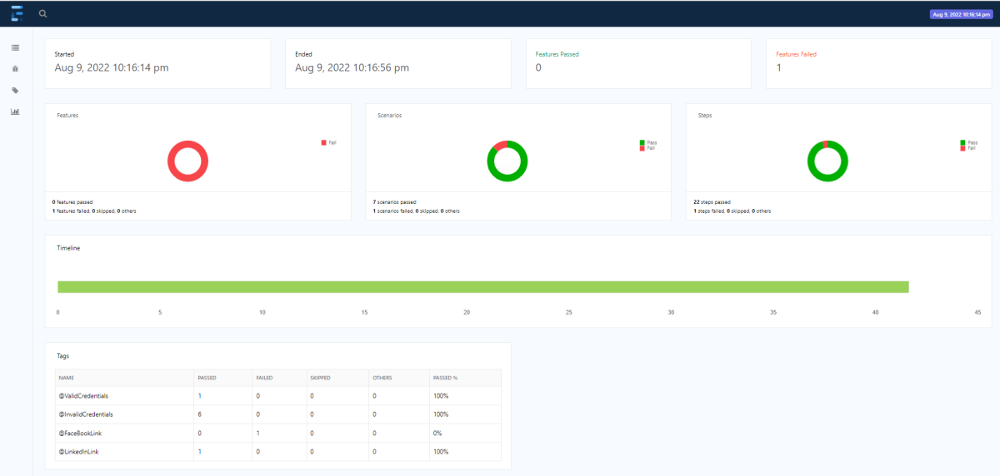 Aug 9, 2022 10:16:14 pm
Started
Aug 9, 2022 10:16:14 pm
Ended
Aug 9, 2022 10:16:56 pm
Features Passed
0
Features Failed
1
Features
Fail
0 features passed
1 features failed, 0 skipped, 0 others
Scenarios
Pass
Fail
7 scenarios passed
1 scenarios failed, 0 skipped, 0 others
Steps
Pass
Fail
22 steps passed
1 steps failed, 0 skipped, 0 others
Timeline
0 5 10 15 20 25 30 35 40 45
Tags
NAME PASSED FAILED SKIPPED OTHERS PASSED %
@ValidCredentials 1 0 0 0 100%
@InvalidCredentials 6 0 0 0 100%
@FaceBookLink 0 1 0 0 0%
@LinkedInLink 1 0 0 0 100%